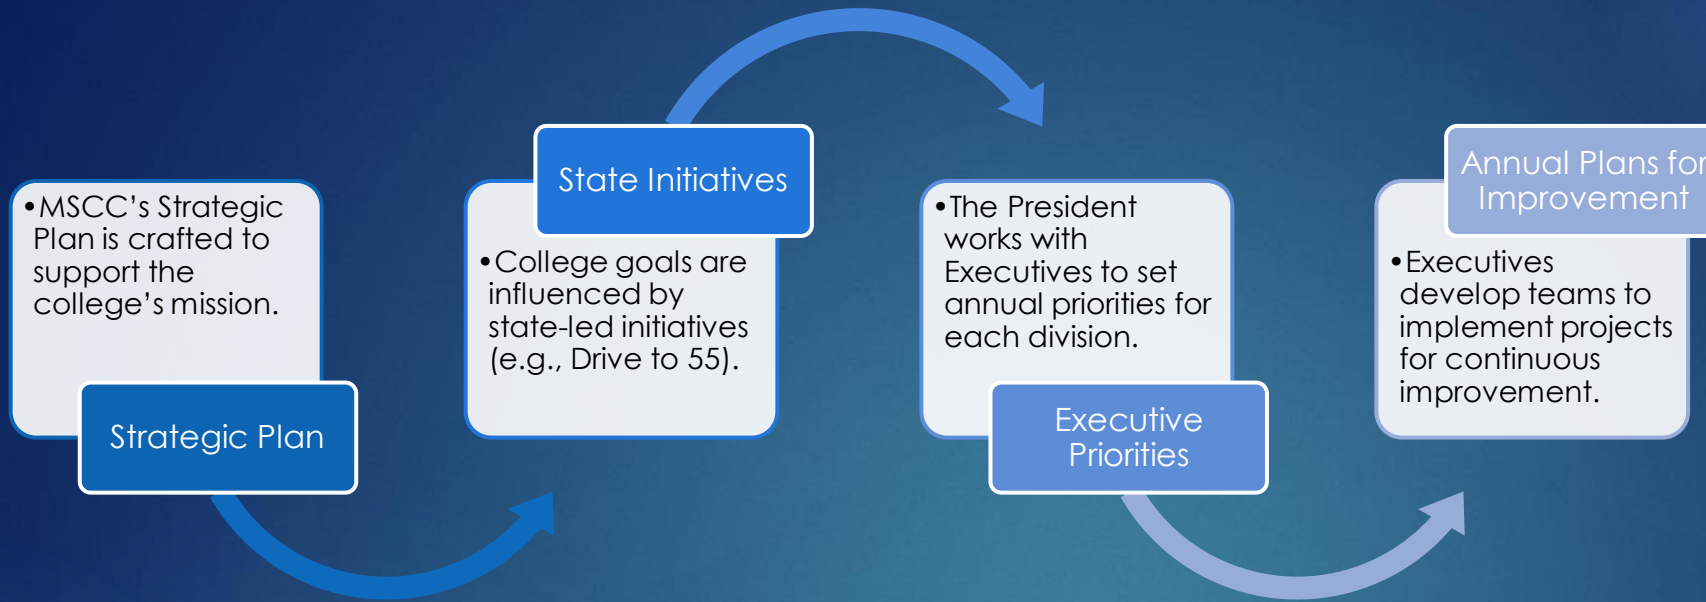 •MSCC’s Strategic
Plan is crafted to
support the
college’s mission.
Strategic Plan
State Initiatives
•College goals are
influenced by
state-led initiatives
(e.g., Drive to 55).
•The President
works with
Executives to set
annual priorities for
each division.
Executive
Priorities
Annual Plans for
Improvement
•Executives
develop teams to
implement projects
for continuous
improvement.